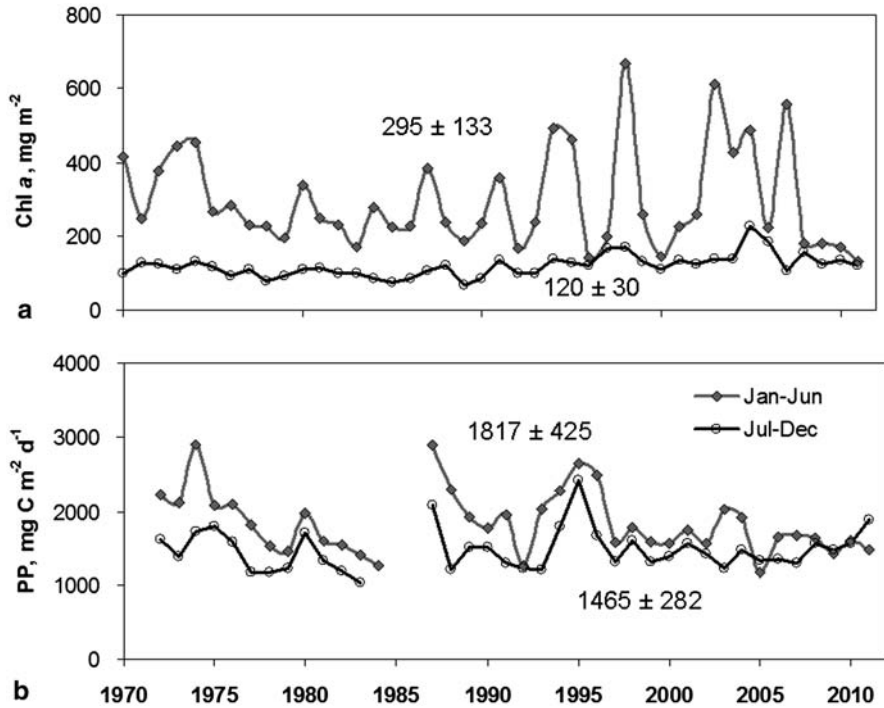 800
600
400
200
0
Chl a, mg m⁻²
295 ± 133
120 ± 30
a
4000
3000
2000
1000
0
PP, mg C m⁻² d⁻¹
Jan-Jun
Jul-Dec
1817 ± 425
1465 ± 282
1970 1975 1980 1985 1990 1995 2000 2005 2010
b